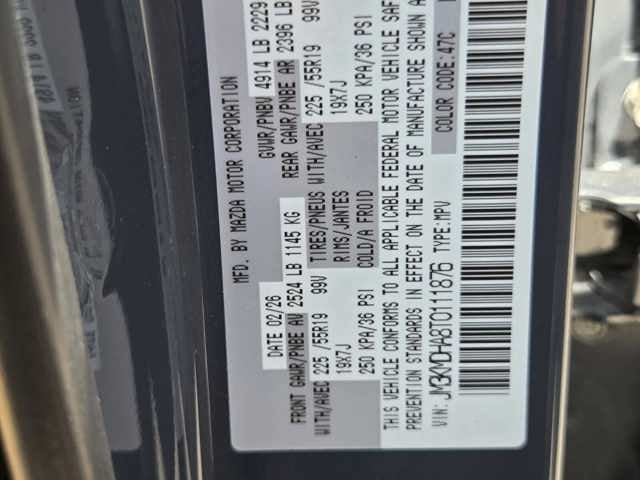 MFD. BY MAZDA MOTOR CORPORATION
DATE 02/26 GVWR/PNBV 4914 LB 2229
FRONT GAWR/PNBE AV 2524 LB 1145 KG REAR GAWR/PNBE AR 2396 LB
WITH/AVEC 225 /55R19 99V TIRES/PNEUS WITH/AVEC 225 /55R19 99V
19X7J RIMS/JANTES 19X7J
250 KPA/36 PSI COLD/A FROID 250 KPA/36 PSI
THIS VEHICLE CONFORMS TO ALL APPLICABLE FEDERAL MOTOR VEHICLE SAF
PREVENTION STANDARDS IN EFFECT ON THE DATE OF MANUFACTURE SHOWN A
VIN: JM3KMDHA8T0111876 TYPE:MPV COLOR CODE:47C